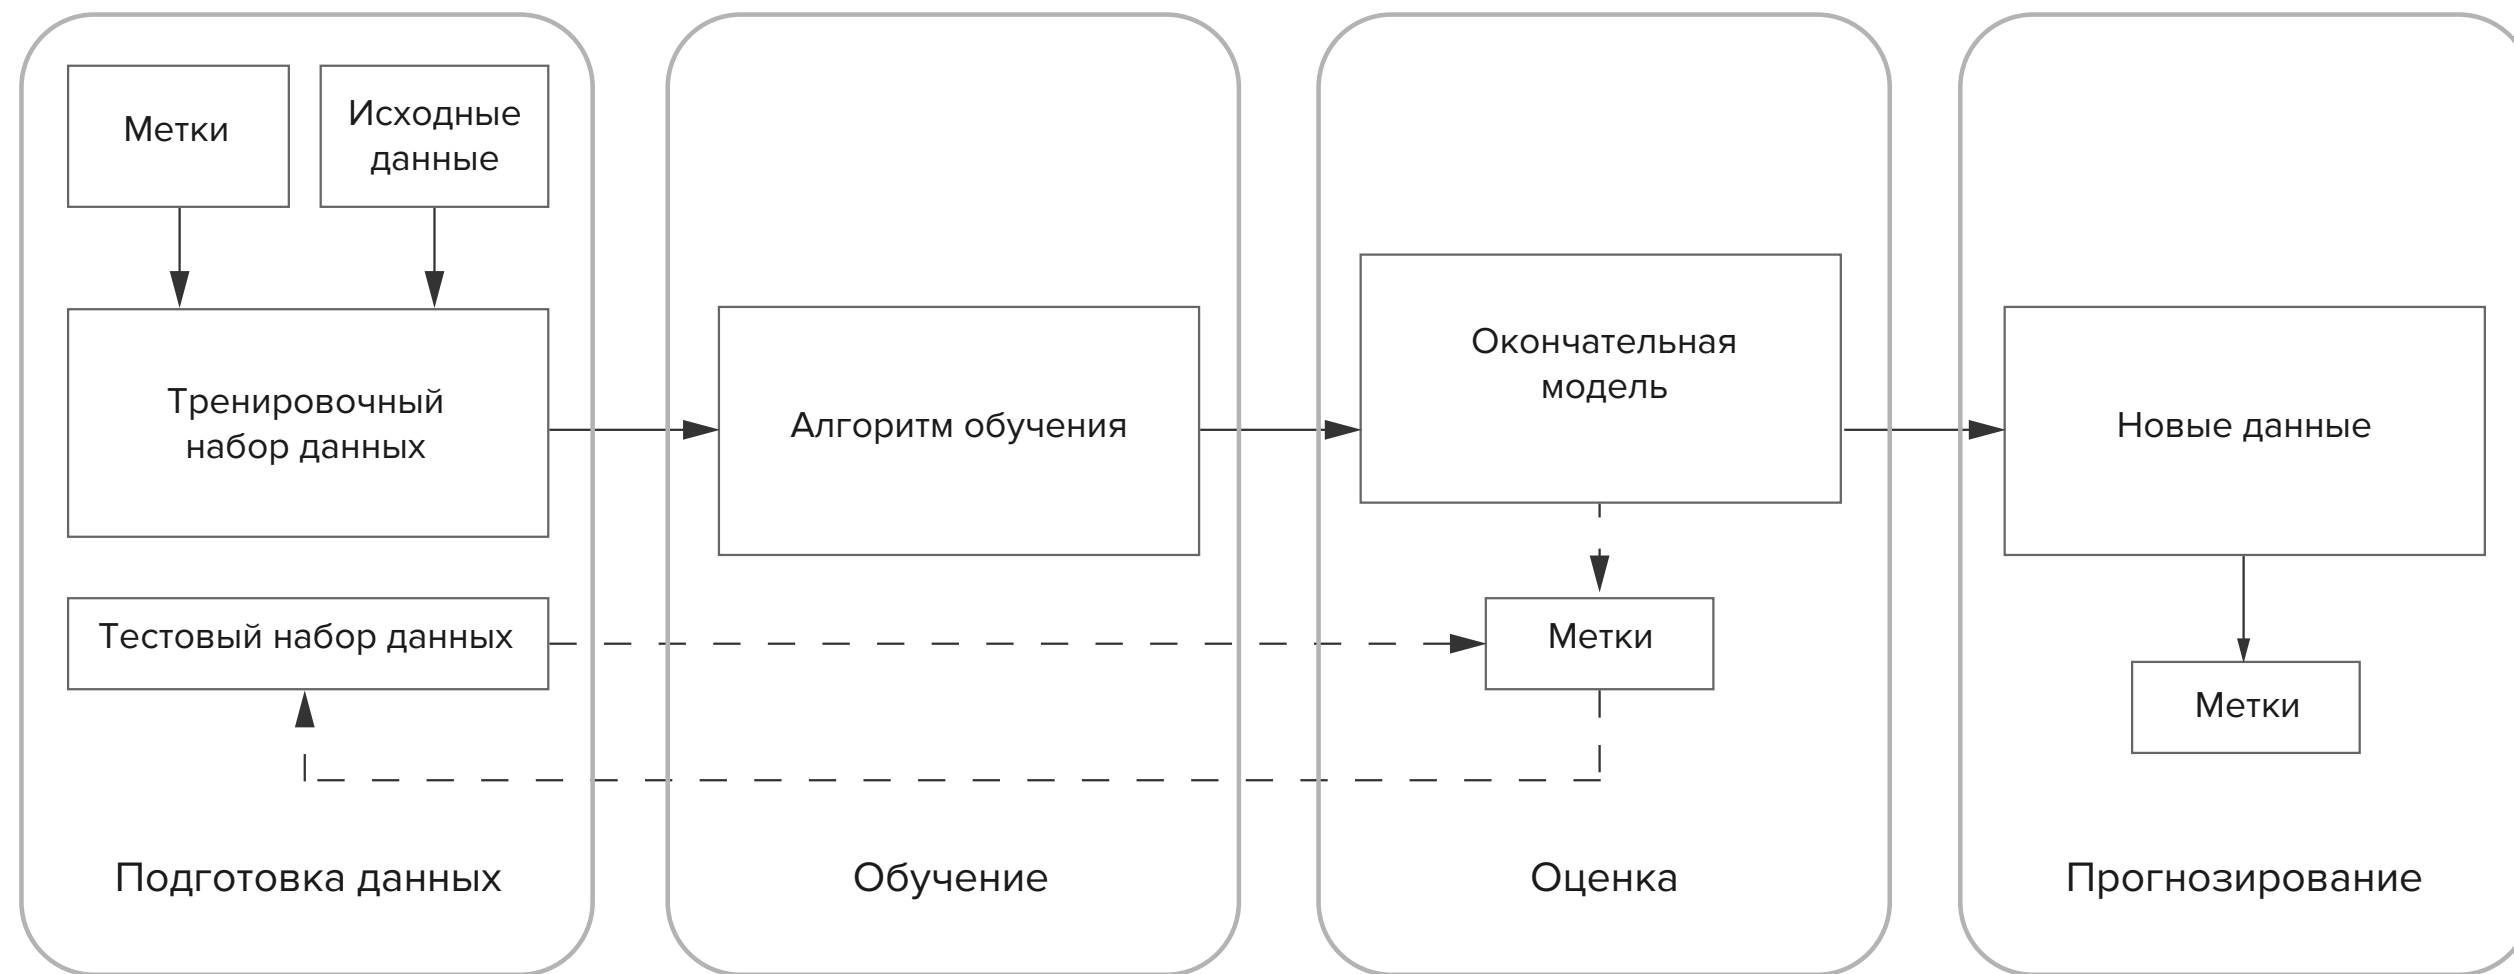 Метки
Исходные
данные
Тренировочный
набор данных
Тестовый набор данных
Подготовка данных
Алгоритм обучения
Обучение
Окончательная
модель
Метки
Оценка
Новые данные
Метки
Прогнозирование